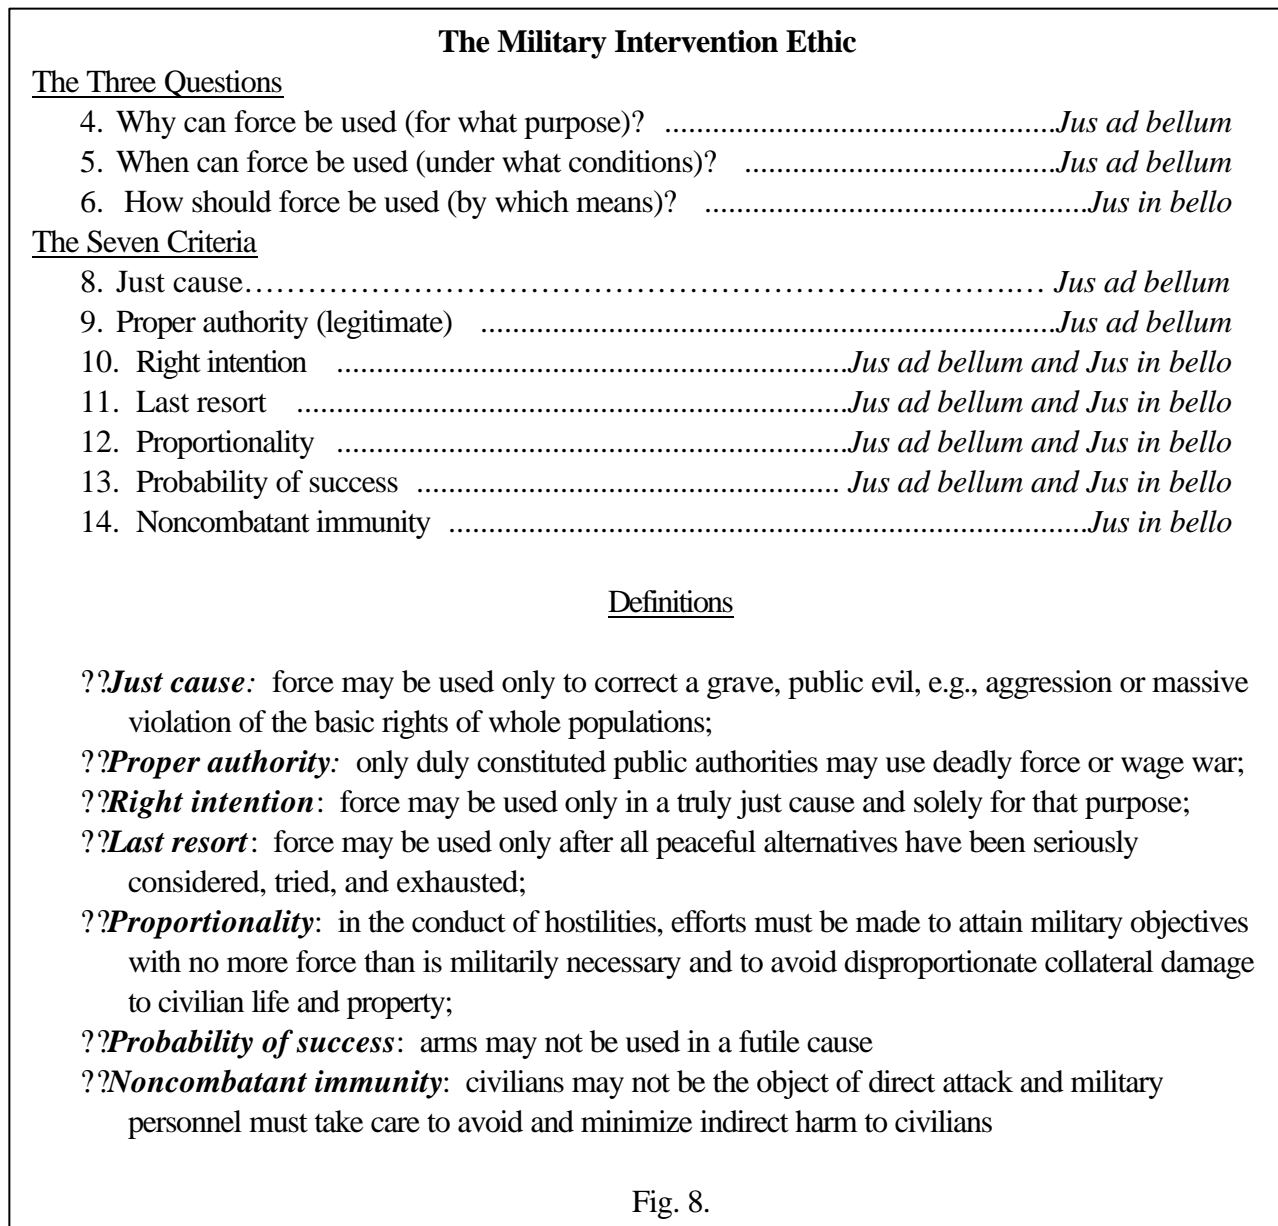 The Military Intervention Ethic
The Three Questions
4. Why can force be used (for what purpose)? ....................................................Jus ad bellum
5. When can force be used (under what conditions)? .........................................Jus ad bellum
6. How should force be used (by which means)? ...................................................Jus in bello
The Seven Criteria
8. Just cause……………………………………………………………………….… Jus ad bellum
9. Proper authority (legitimate) .............................................................................Jus ad bellum
10. Right intention ....................................................................Jus ad bellum and Jus in bello
11. Last resort ..........................................................................Jus ad bellum and Jus in bello
12. Proportionality ....................................................................Jus ad bellum and Jus in bello
13. Probability of success ......................................................... Jus ad bellum and Jus in bello
14. Noncombatant immunity ......................................................................................Jus in bello
Definitions
??Just cause: force may be used only to correct a grave, public evil, e.g., aggression or massive
violation of the basic rights of whole populations;
??Proper authority: only duly constituted public authorities may use deadly force or wage war;
??Right intention: force may be used only in a truly just cause and solely for that purpose;
??Last resort: force may be used only after all peaceful alternatives have been seriously
considered, tried, and exhausted;
??Proportionality: in the conduct of hostilities, efforts must be made to attain military objectives
with no more force than is militarily necessary and to avoid disproportionate collateral damage
to civilian life and property;
??Probability of success: arms may not be used in a futile cause
??Noncombatant immunity: civilians may not be the object of direct attack and military
personnel must take care to avoid and minimize indirect harm to civilians
Fig. 8.